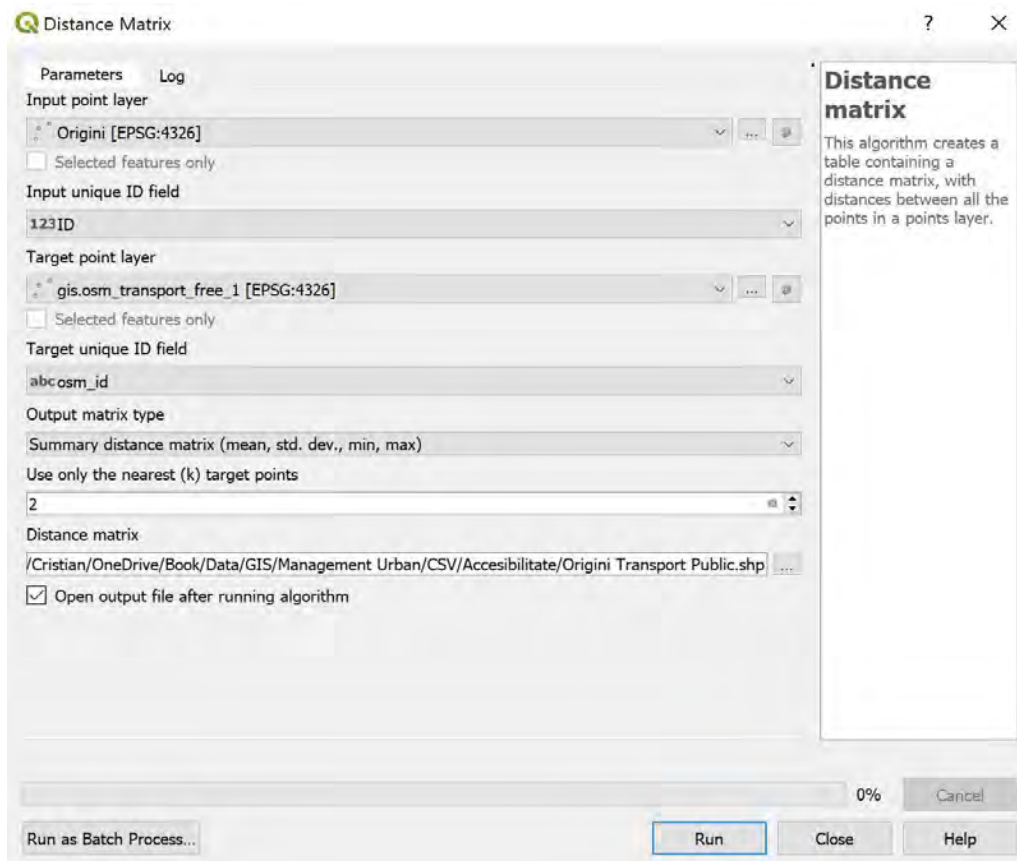 Distance Matrix
?
Parameters
Log
Input point layer
Origini [EPSG:4326]
...
Selected features only
Input unique ID field
123 ID
Target point layer
gis.osm_transport_free_1 [EPSG:4326]
...
Selected features only
Target unique ID field
abc osm_id
Output matrix type
Summary distance matrix (mean, std. dev., min, max)
Use only the nearest (k) target points
2
Distance matrix
/Cristian/OneDrive/Book/Data/GIS/Management Urban/CSV/Accesibilitate/Origini Transport Public.shp
...
Open output file after running algorithm
Distance
matrix
This algorithm creates a
table containing a
distance matrix, with
distances between all the
points in a points layer.
0%
Cancel
Run as Batch Process...
Run
Close
Help